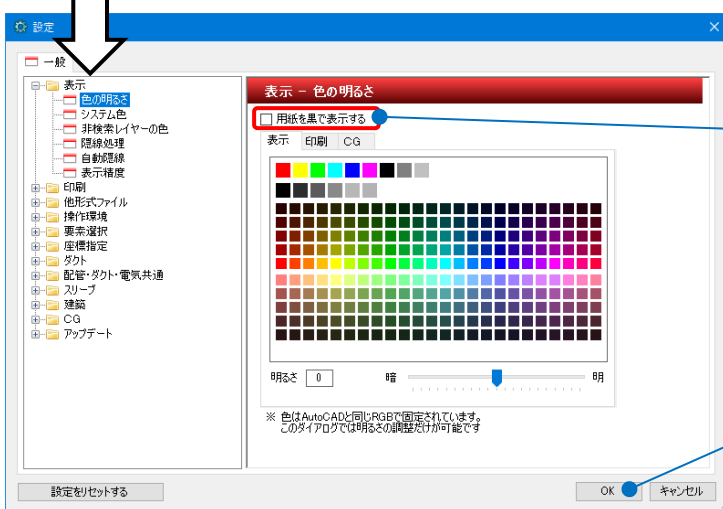 設定
一般
表示
色の明るさ
システム色
非検索レイヤーの色
隠線処理
自動隠線
表示精度
印刷
他形式ファイル
操作環境
要素選択
座標指定
ダクト
配管・ダクト・電気共通
スリーブ
建築
CG
アップデート
表示 - 色の明るさ
用紙を黒で表示する
表示 印刷 CG
明るさ 0 暗 明
※ 色はAutoCADと同じRGBで固定されています。
このダイアログでは明るさの調整だけが可能です
設定をリセットする OK キャンセル